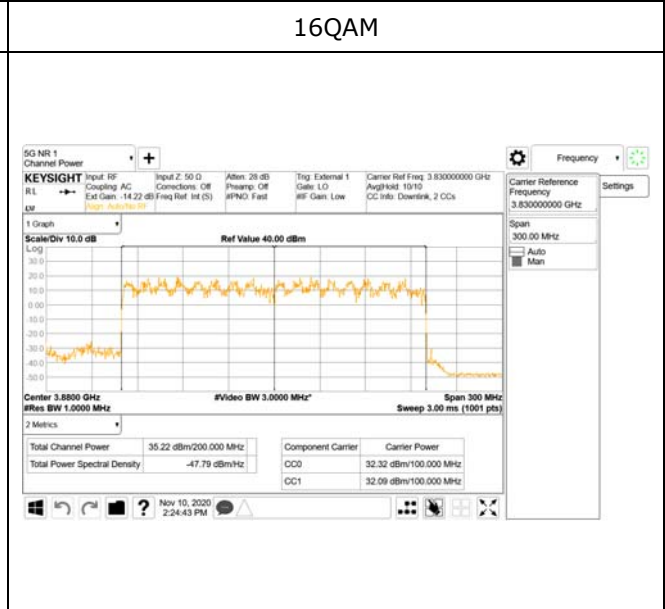 16QAM
5G NR 1
Channel Power
Frequency
KEYSIGHT
RL
Input: RF
Coupling: AC
Ext Gain: -14.22 dB
Align: Auto/No RF
Input Z: 50 Ω
Corrections: Off
Freq Ref: Int (S)
Atten: 28 dB
Preamp: Off
#PNO: Fast
Trig: External 1
Gate: LO
#IF Gain: Low
Carrier Ref Freq: 3.830000000 GHz
Avg|Hold: 10/10
CC Info: Downlink, 2 CCs
Carrier Reference
Frequency
3.830000000 GHz
Settings
Span
300.00 MHz
Auto
Man
1 Graph
Scale/Div 10.0 dB
Ref Value 40.00 dBm
Log
30.0
20.0
10.0
0.00
-10.0
-20.0
-30.0
-40.0
-50.0
Center 3.8800 GHz
#Video BW 3.0000 MHz*
Span 300 MHz
#Res BW 1.0000 MHz
Sweep 3.00 ms (1001 pts)
2 Metrics
Total Channel Power 35.22 dBm/200.000 MHz
Total Power Spectral Density -47.79 dBm/Hz
Component Carrier Carrier Power
CC0 32.32 dBm/100.000 MHz
CC1 32.09 dBm/100.000 MHz
?
Nov 10, 2020
2:24:43 PM